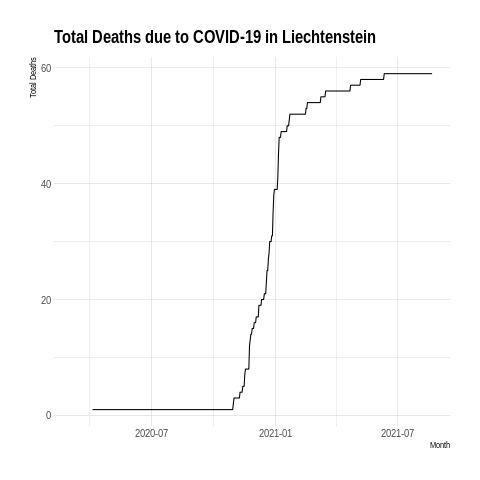 Total Deaths due to COVID-19 in Liechtenstein
Total Deaths
60
40
20
0
2020-07
2021-01
2021-07
Month